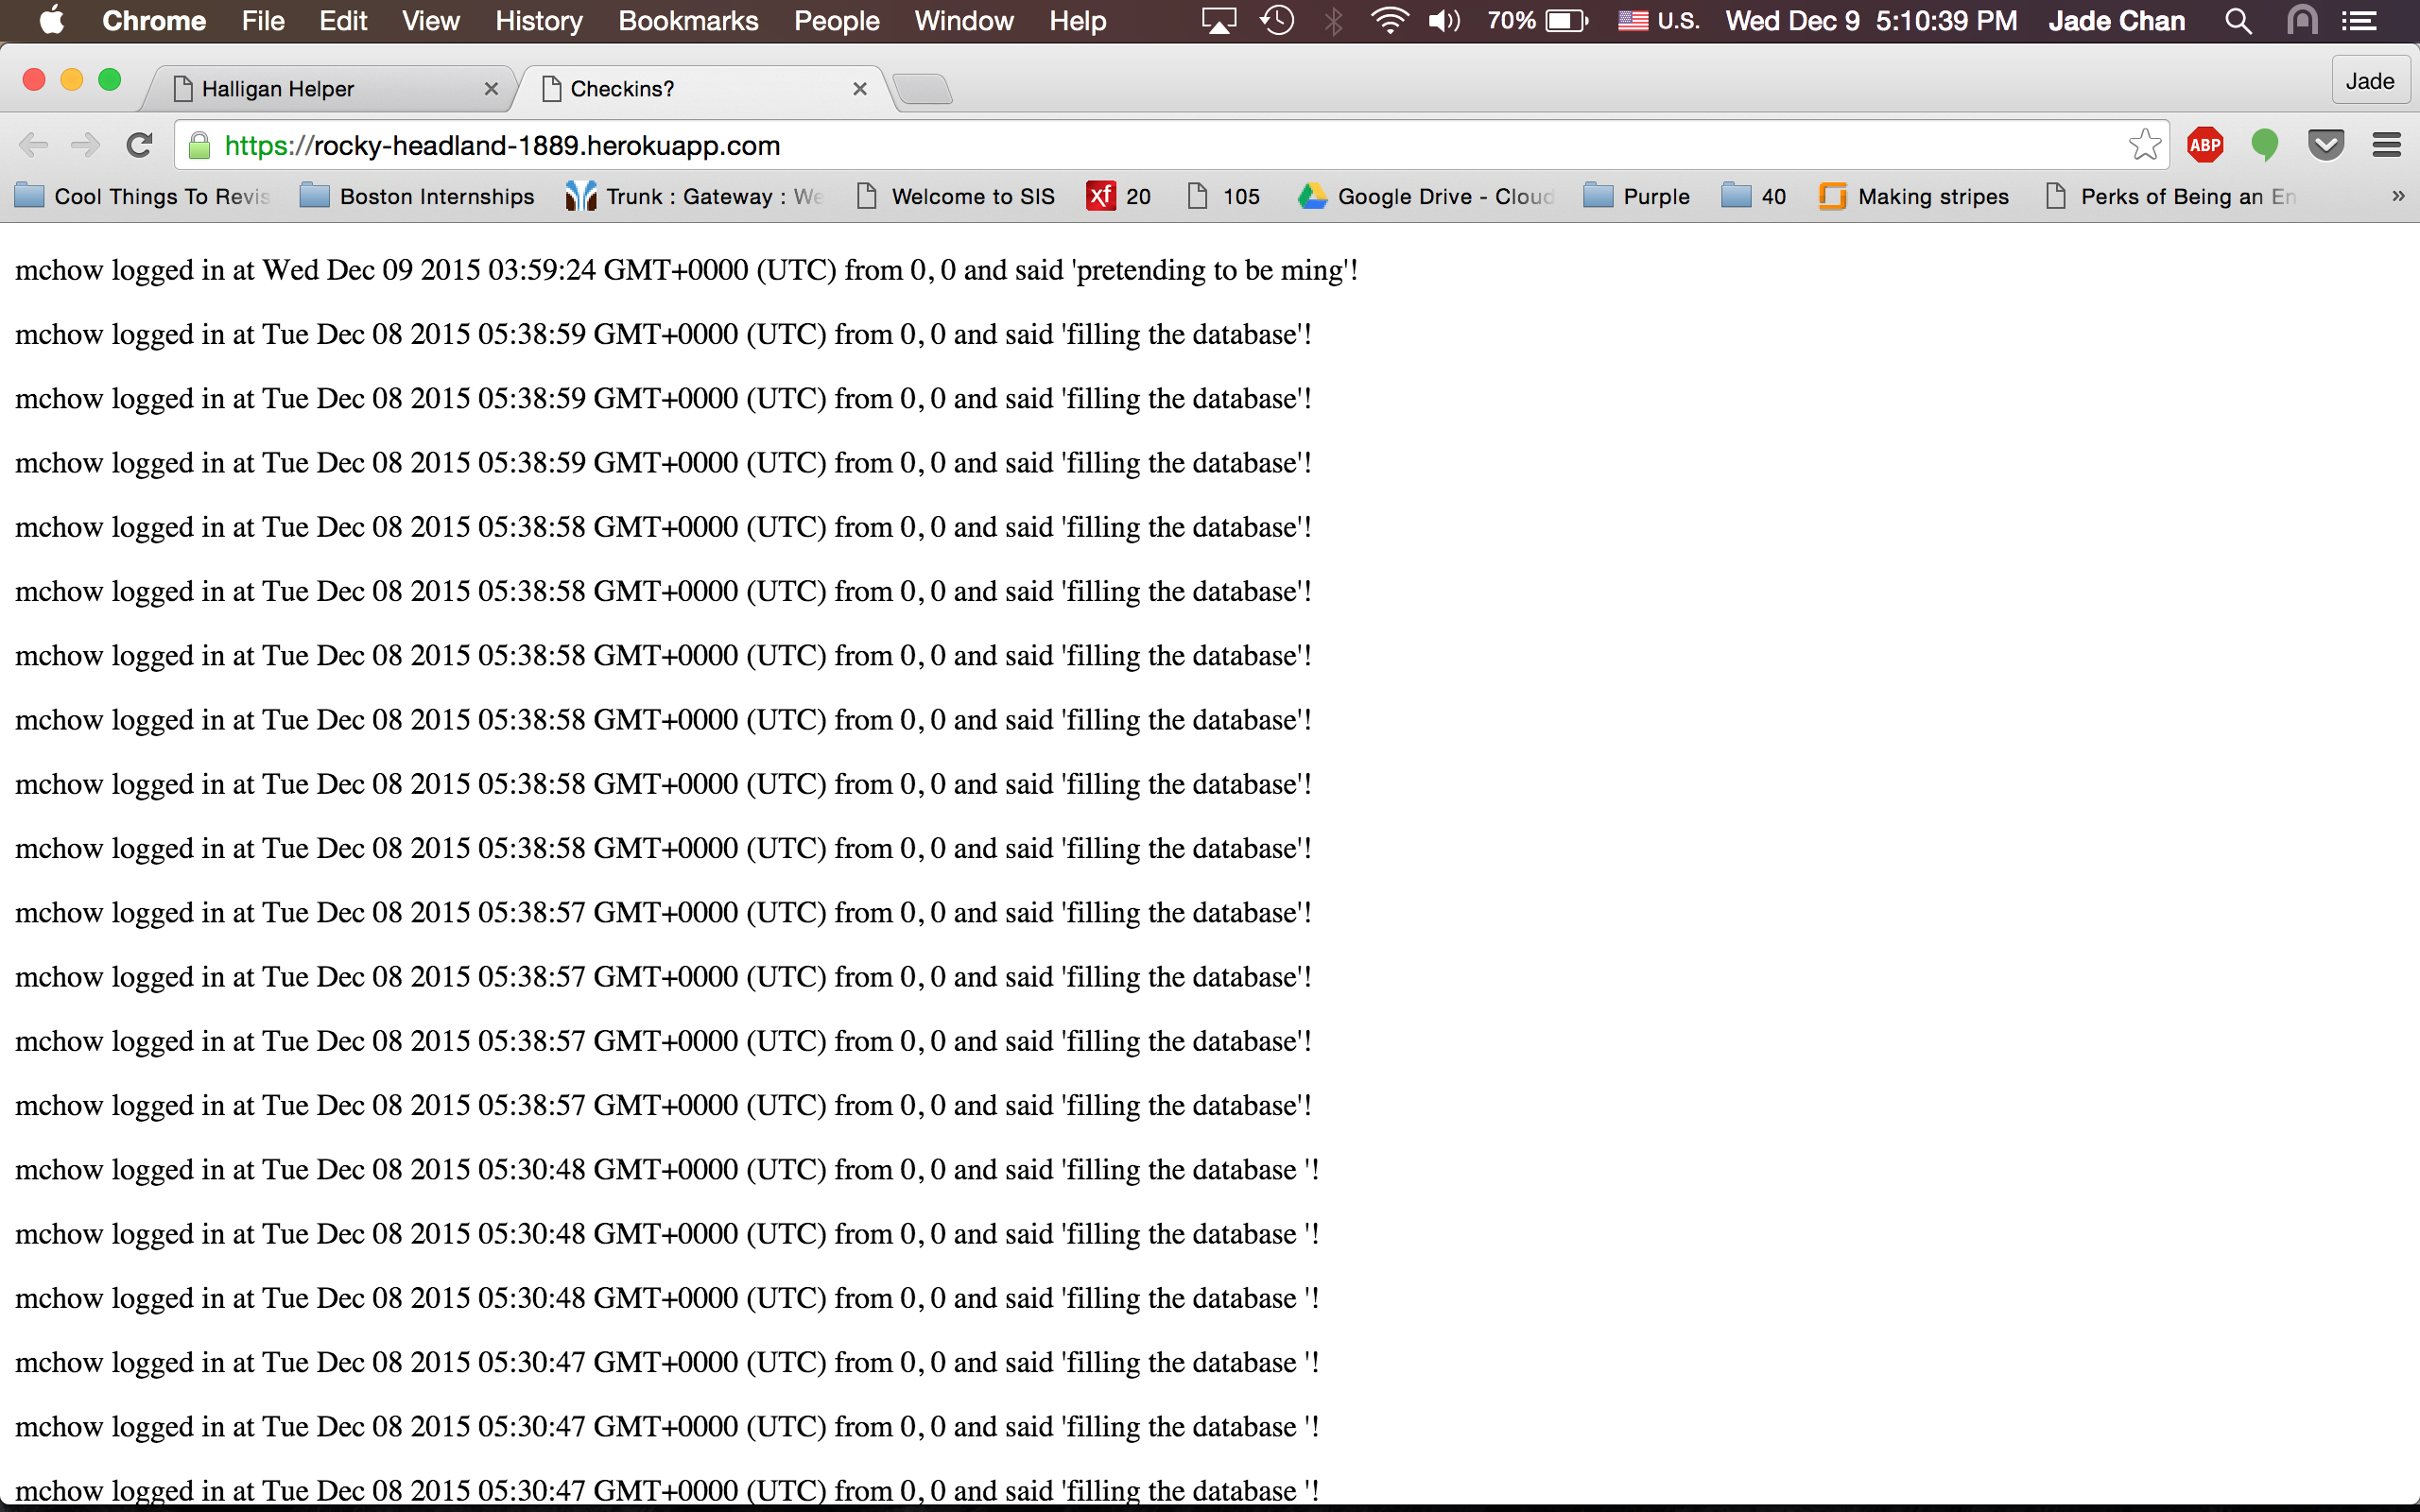 Chrome File Edit View History Bookmarks People Window Help 70% U.S. Wed Dec 9 5:10:39 PM Jade Chan
Halligan Helper Checkins? Jade
https://rocky-headland-1889.herokuapp.com ABP
Cool Things To Revis Boston Internships Trunk : Gateway : We Welcome to SIS xf 20 105 Google Drive - Cloud Purple 40 Making stripes Perks of Being an En »
mchow logged in at Wed Dec 09 2015 03:59:24 GMT+0000 (UTC) from 0, 0 and said 'pretending to be ming'!
mchow logged in at Tue Dec 08 2015 05:38:59 GMT+0000 (UTC) from 0, 0 and said 'filling the database'!
mchow logged in at Tue Dec 08 2015 05:38:59 GMT+0000 (UTC) from 0, 0 and said 'filling the database'!
mchow logged in at Tue Dec 08 2015 05:38:59 GMT+0000 (UTC) from 0, 0 and said 'filling the database'!
mchow logged in at Tue Dec 08 2015 05:38:58 GMT+0000 (UTC) from 0, 0 and said 'filling the database'!
mchow logged in at Tue Dec 08 2015 05:38:58 GMT+0000 (UTC) from 0, 0 and said 'filling the database'!
mchow logged in at Tue Dec 08 2015 05:38:58 GMT+0000 (UTC) from 0, 0 and said 'filling the database'!
mchow logged in at Tue Dec 08 2015 05:38:58 GMT+0000 (UTC) from 0, 0 and said 'filling the database'!
mchow logged in at Tue Dec 08 2015 05:38:58 GMT+0000 (UTC) from 0, 0 and said 'filling the database'!
mchow logged in at Tue Dec 08 2015 05:38:58 GMT+0000 (UTC) from 0, 0 and said 'filling the database'!
mchow logged in at Tue Dec 08 2015 05:38:57 GMT+0000 (UTC) from 0, 0 and said 'filling the database'!
mchow logged in at Tue Dec 08 2015 05:38:57 GMT+0000 (UTC) from 0, 0 and said 'filling the database'!
mchow logged in at Tue Dec 08 2015 05:38:57 GMT+0000 (UTC) from 0, 0 and said 'filling the database'!
mchow logged in at Tue Dec 08 2015 05:38:57 GMT+0000 (UTC) from 0, 0 and said 'filling the database'!
mchow logged in at Tue Dec 08 2015 05:30:48 GMT+0000 (UTC) from 0, 0 and said 'filling the database '!
mchow logged in at Tue Dec 08 2015 05:30:48 GMT+0000 (UTC) from 0, 0 and said 'filling the database '!
mchow logged in at Tue Dec 08 2015 05:30:48 GMT+0000 (UTC) from 0, 0 and said 'filling the database '!
mchow logged in at Tue Dec 08 2015 05:30:47 GMT+0000 (UTC) from 0, 0 and said 'filling the database '!
mchow logged in at Tue Dec 08 2015 05:30:47 GMT+0000 (UTC) from 0, 0 and said 'filling the database '!
mchow logged in at Tue Dec 08 2015 05:30:47 GMT+0000 (UTC) from 0, 0 and said 'filling the database '!